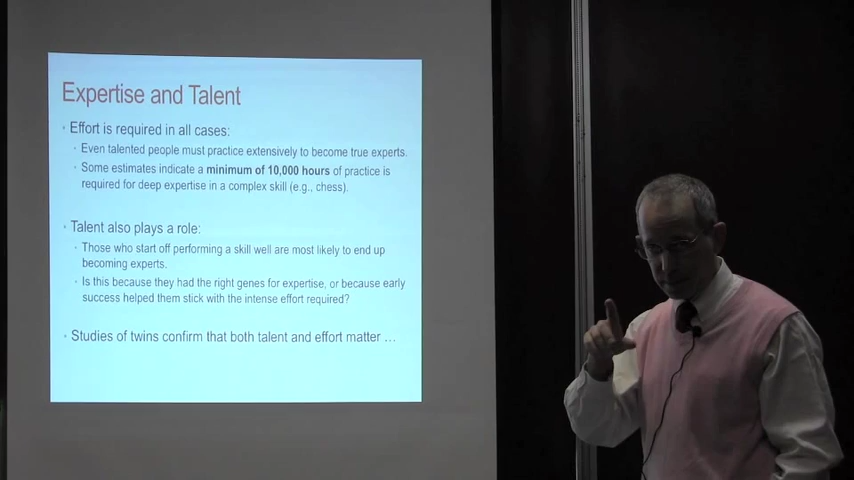 Expertise and Talent
• Effort is required in all cases:
• Even talented people must practice extensively to become true experts.
• Some estimates indicate a minimum of 10,000 hours of practice is
required for deep expertise in a complex skill (e.g., chess).
• Talent also plays a role:
• Those who start off performing a skill well are most likely to end up
becoming experts.
• Is this because they had the right genes for expertise, or because early
success helped them stick with the intense effort required?
• Studies of twins confirm that both talent and effort matter …